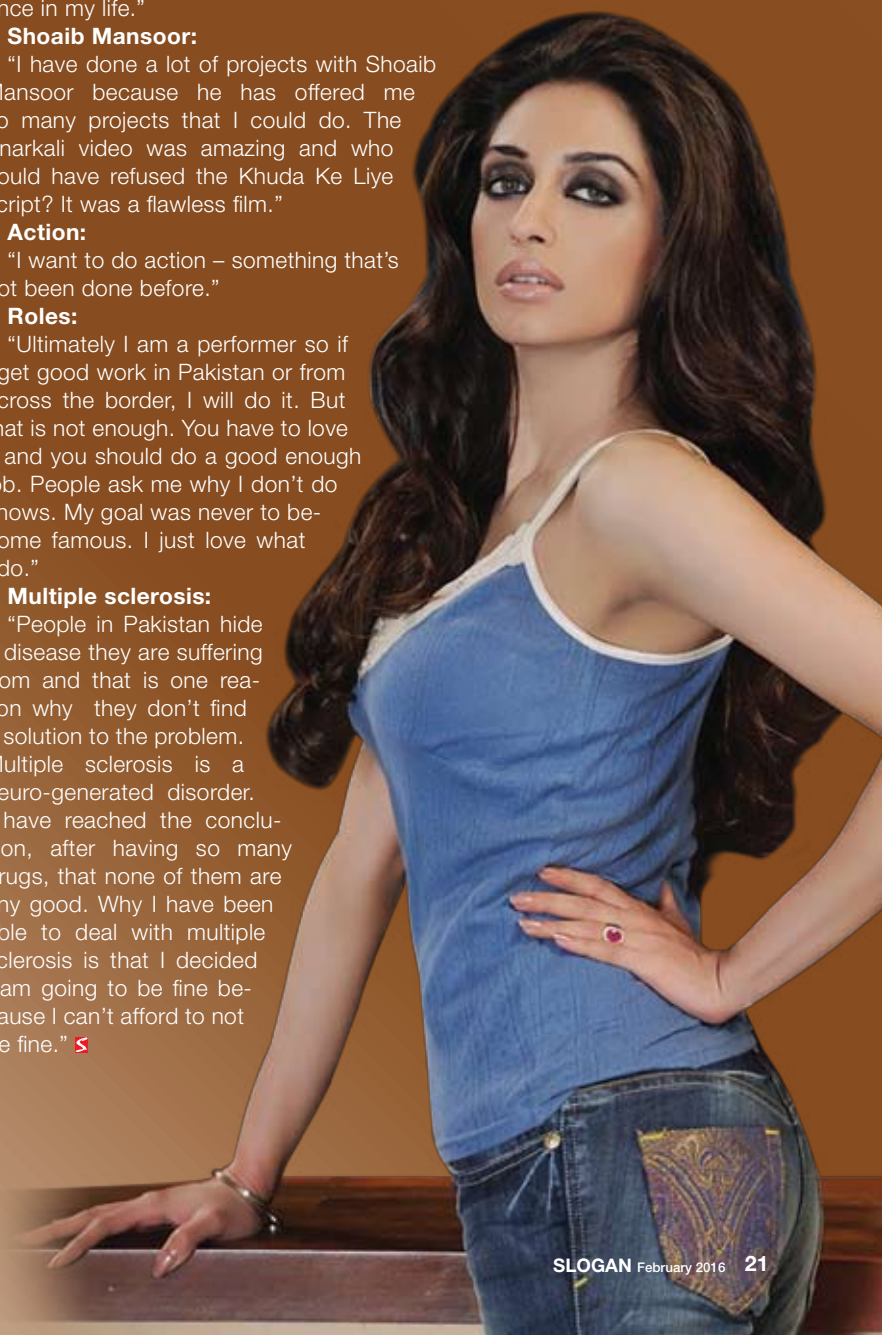 nce in my life.”
Shoaib Mansoor:
“I have done a lot of projects with Shoaib
Mansoor because he has offered me
o many projects that I could do. The
narkali video was amazing and who
ould have refused the Khuda Ke Liye
cript? It was a flawless film.”
Action:
“I want to do action – something that’s
ot been done before.”
Roles:
“Ultimately I am a performer so if
get good work in Pakistan or from
cross the border, I will do it. But
hat is not enough. You have to love
and you should do a good enough
ob. People ask me why I don’t do
hows. My goal was never to be-
ome famous. I just love what
do.”
Multiple sclerosis:
“People in Pakistan hide
disease they are suffering
om and that is one rea-
on why they don’t find
solution to the problem.
Multiple sclerosis is a
euro-generated disorder.
have reached the conclu-
on, after having so many
rugs, that none of them are
ny good. Why I have been
ble to deal with multiple
clerosis is that I decided
am going to be fine be-
ause I can’t afford to not
e fine.” S
SLOGAN February 2016 21